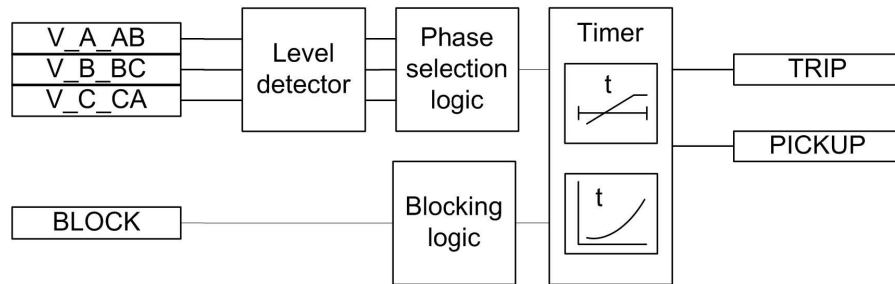 V_A_AB
V_B_BC
V_C_CA
Level
detector
Phase
selection
logic
Timer
t
t
TRIP
PICKUP
BLOCK
Blocking
logic